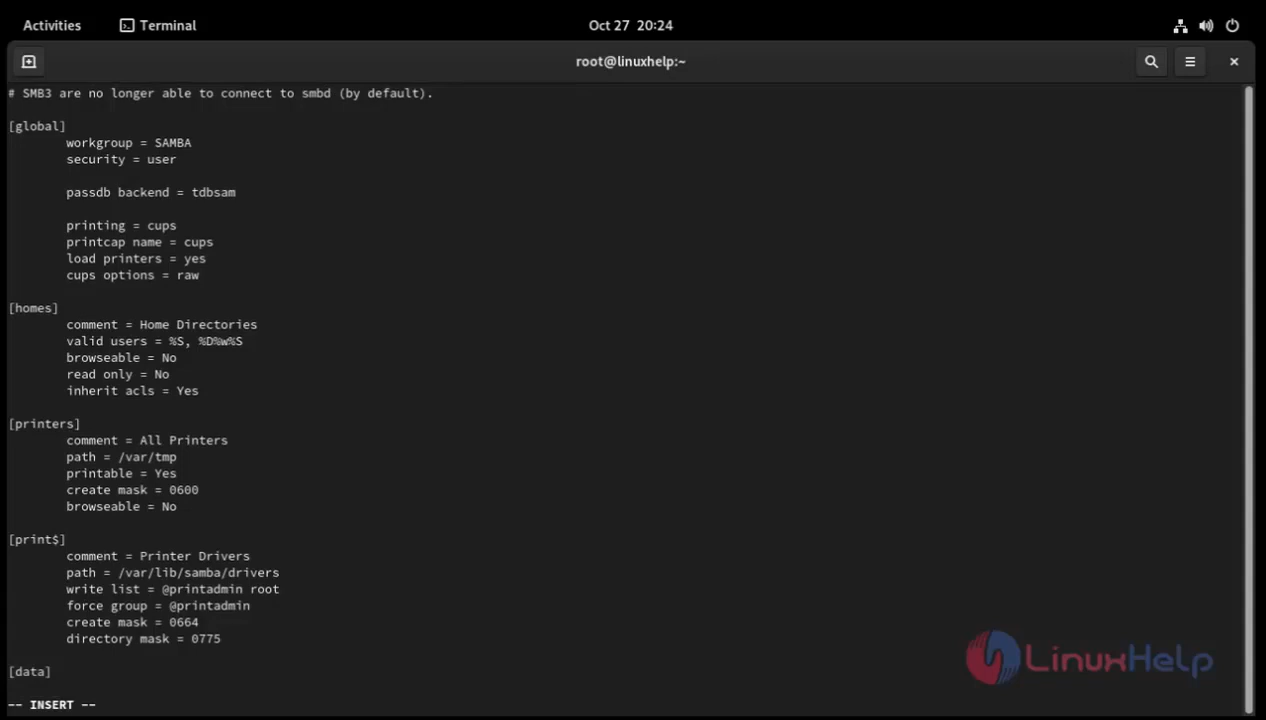 Activities
Terminal
Oct 27 20:24
root@linuxhelp:~
# SMB3 are no longer able to connect to smbd (by default).
[global]
workgroup = SAMBA
security = user
passdb backend = tdbsam
printing = cups
printcap name = cups
load printers = yes
cups options = raw
[homes]
comment = Home Directories
valid users = %S, %D%w%S
browseable = No
read only = No
inherit acls = Yes
[printers]
comment = All Printers
path = /var/tmp
printable = Yes
create mask = 0600
browseable = No
[print$]
comment = Printer Drivers
path = /var/lib/samba/drivers
write list = @printadmin root
force group = @printadmin
create mask = 0664
directory mask = 0775
[data]
-- INSERT --
LinuxHelp